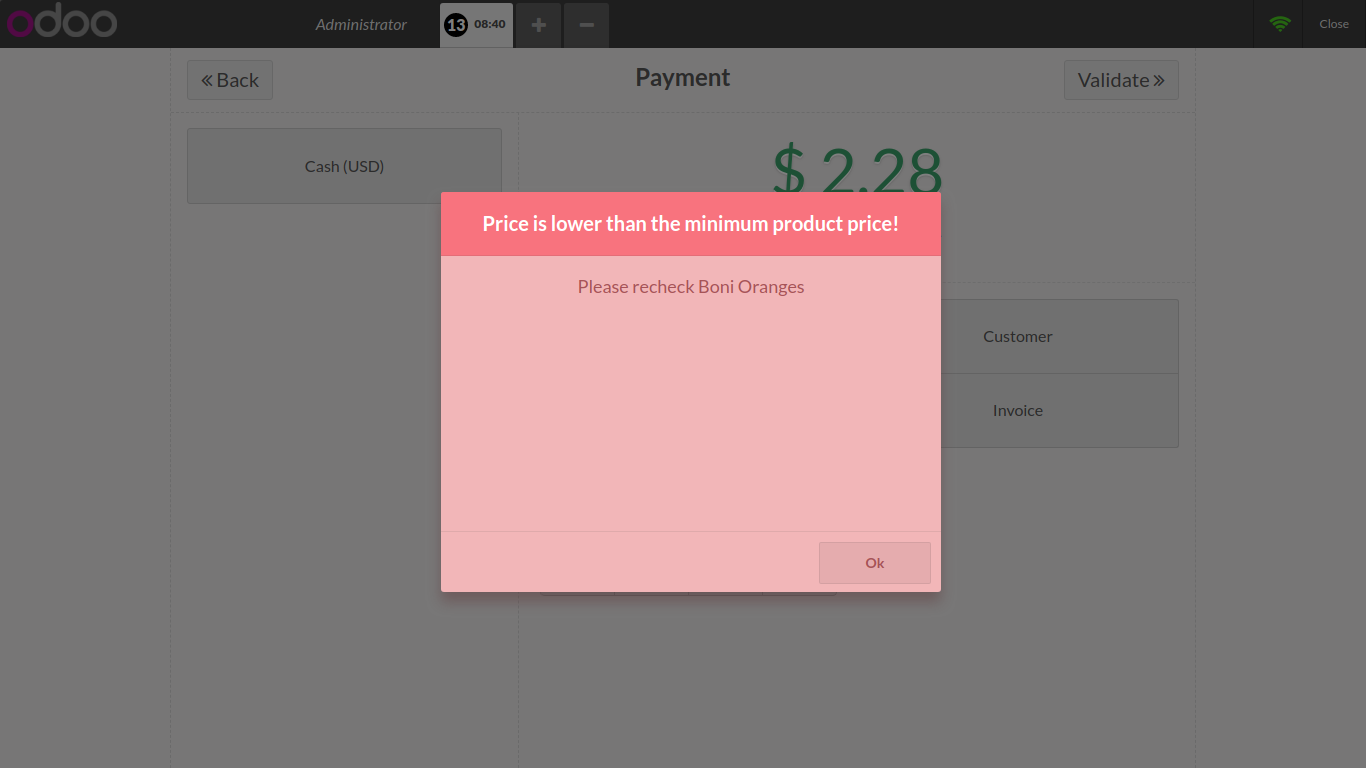 odoo
Administrator
13 08:40 + −
Close
« Back
Payment
Validate »
Cash (USD)
$ 2.28
Price is lower than the minimum product price!
Please recheck Boni Oranges
Customer
Invoice
Ok